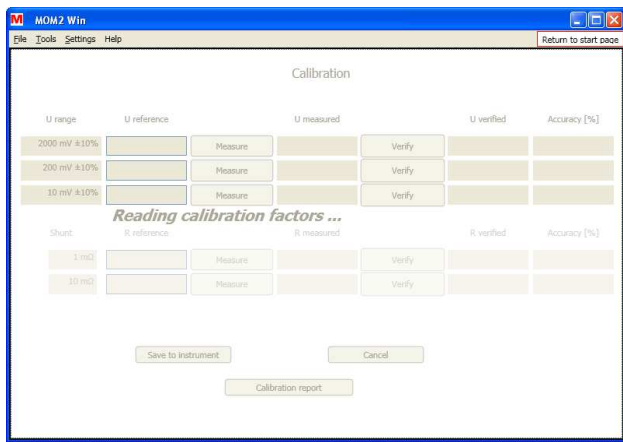 M MOM2 Win
File Tools Settings Help Return to start page
Calibration
U range U reference U measured U verified Accuracy [%]
2000 mV ±10% Measure Verify
200 mV ±10% Measure Verify
10 mV ±10% Measure Verify
Reading calibration factors ...
Shunt R reference R measured R verified Accuracy [%]
1 mΩ Measure Verify
10 mΩ Measure Verify
Save to instrument Cancel
Calibration report